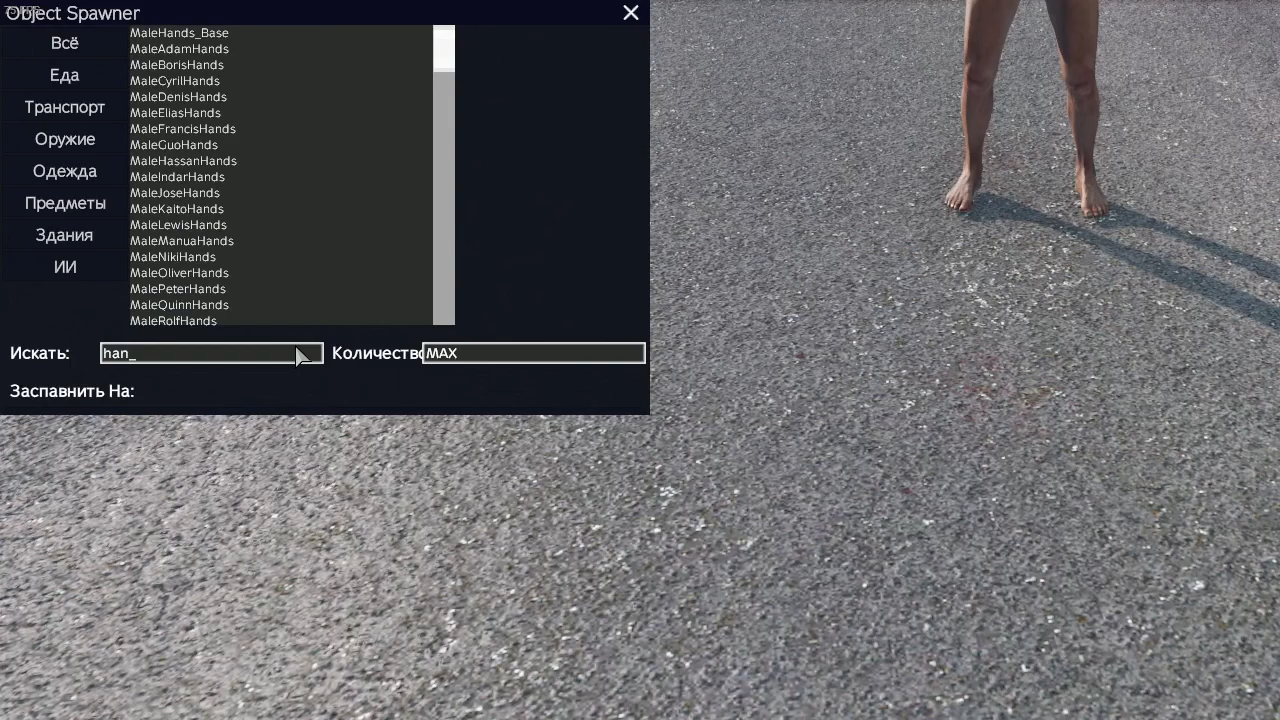 Object Spawner
Всё
Еда
Транспорт
Оружие
Одежда
Предметы
Здания
ИИ
MaleHands_Base
MaleAdamHands
MaleBorisHands
MaleCyrilHands
MaleDenisHands
MaleEliasHands
MaleFrancisHands
MaleGuoHands
MaleHassanHands
MaleIndarHands
MaleJoseHands
MaleKaitoHands
MaleLewisHands
MaleManuaHands
MaleNikiHands
MaleOliverHands
MalePeterHands
MaleQuinnHands
MaleRolfHands
Искать: han_ Количество MAX
Заспавнить На: